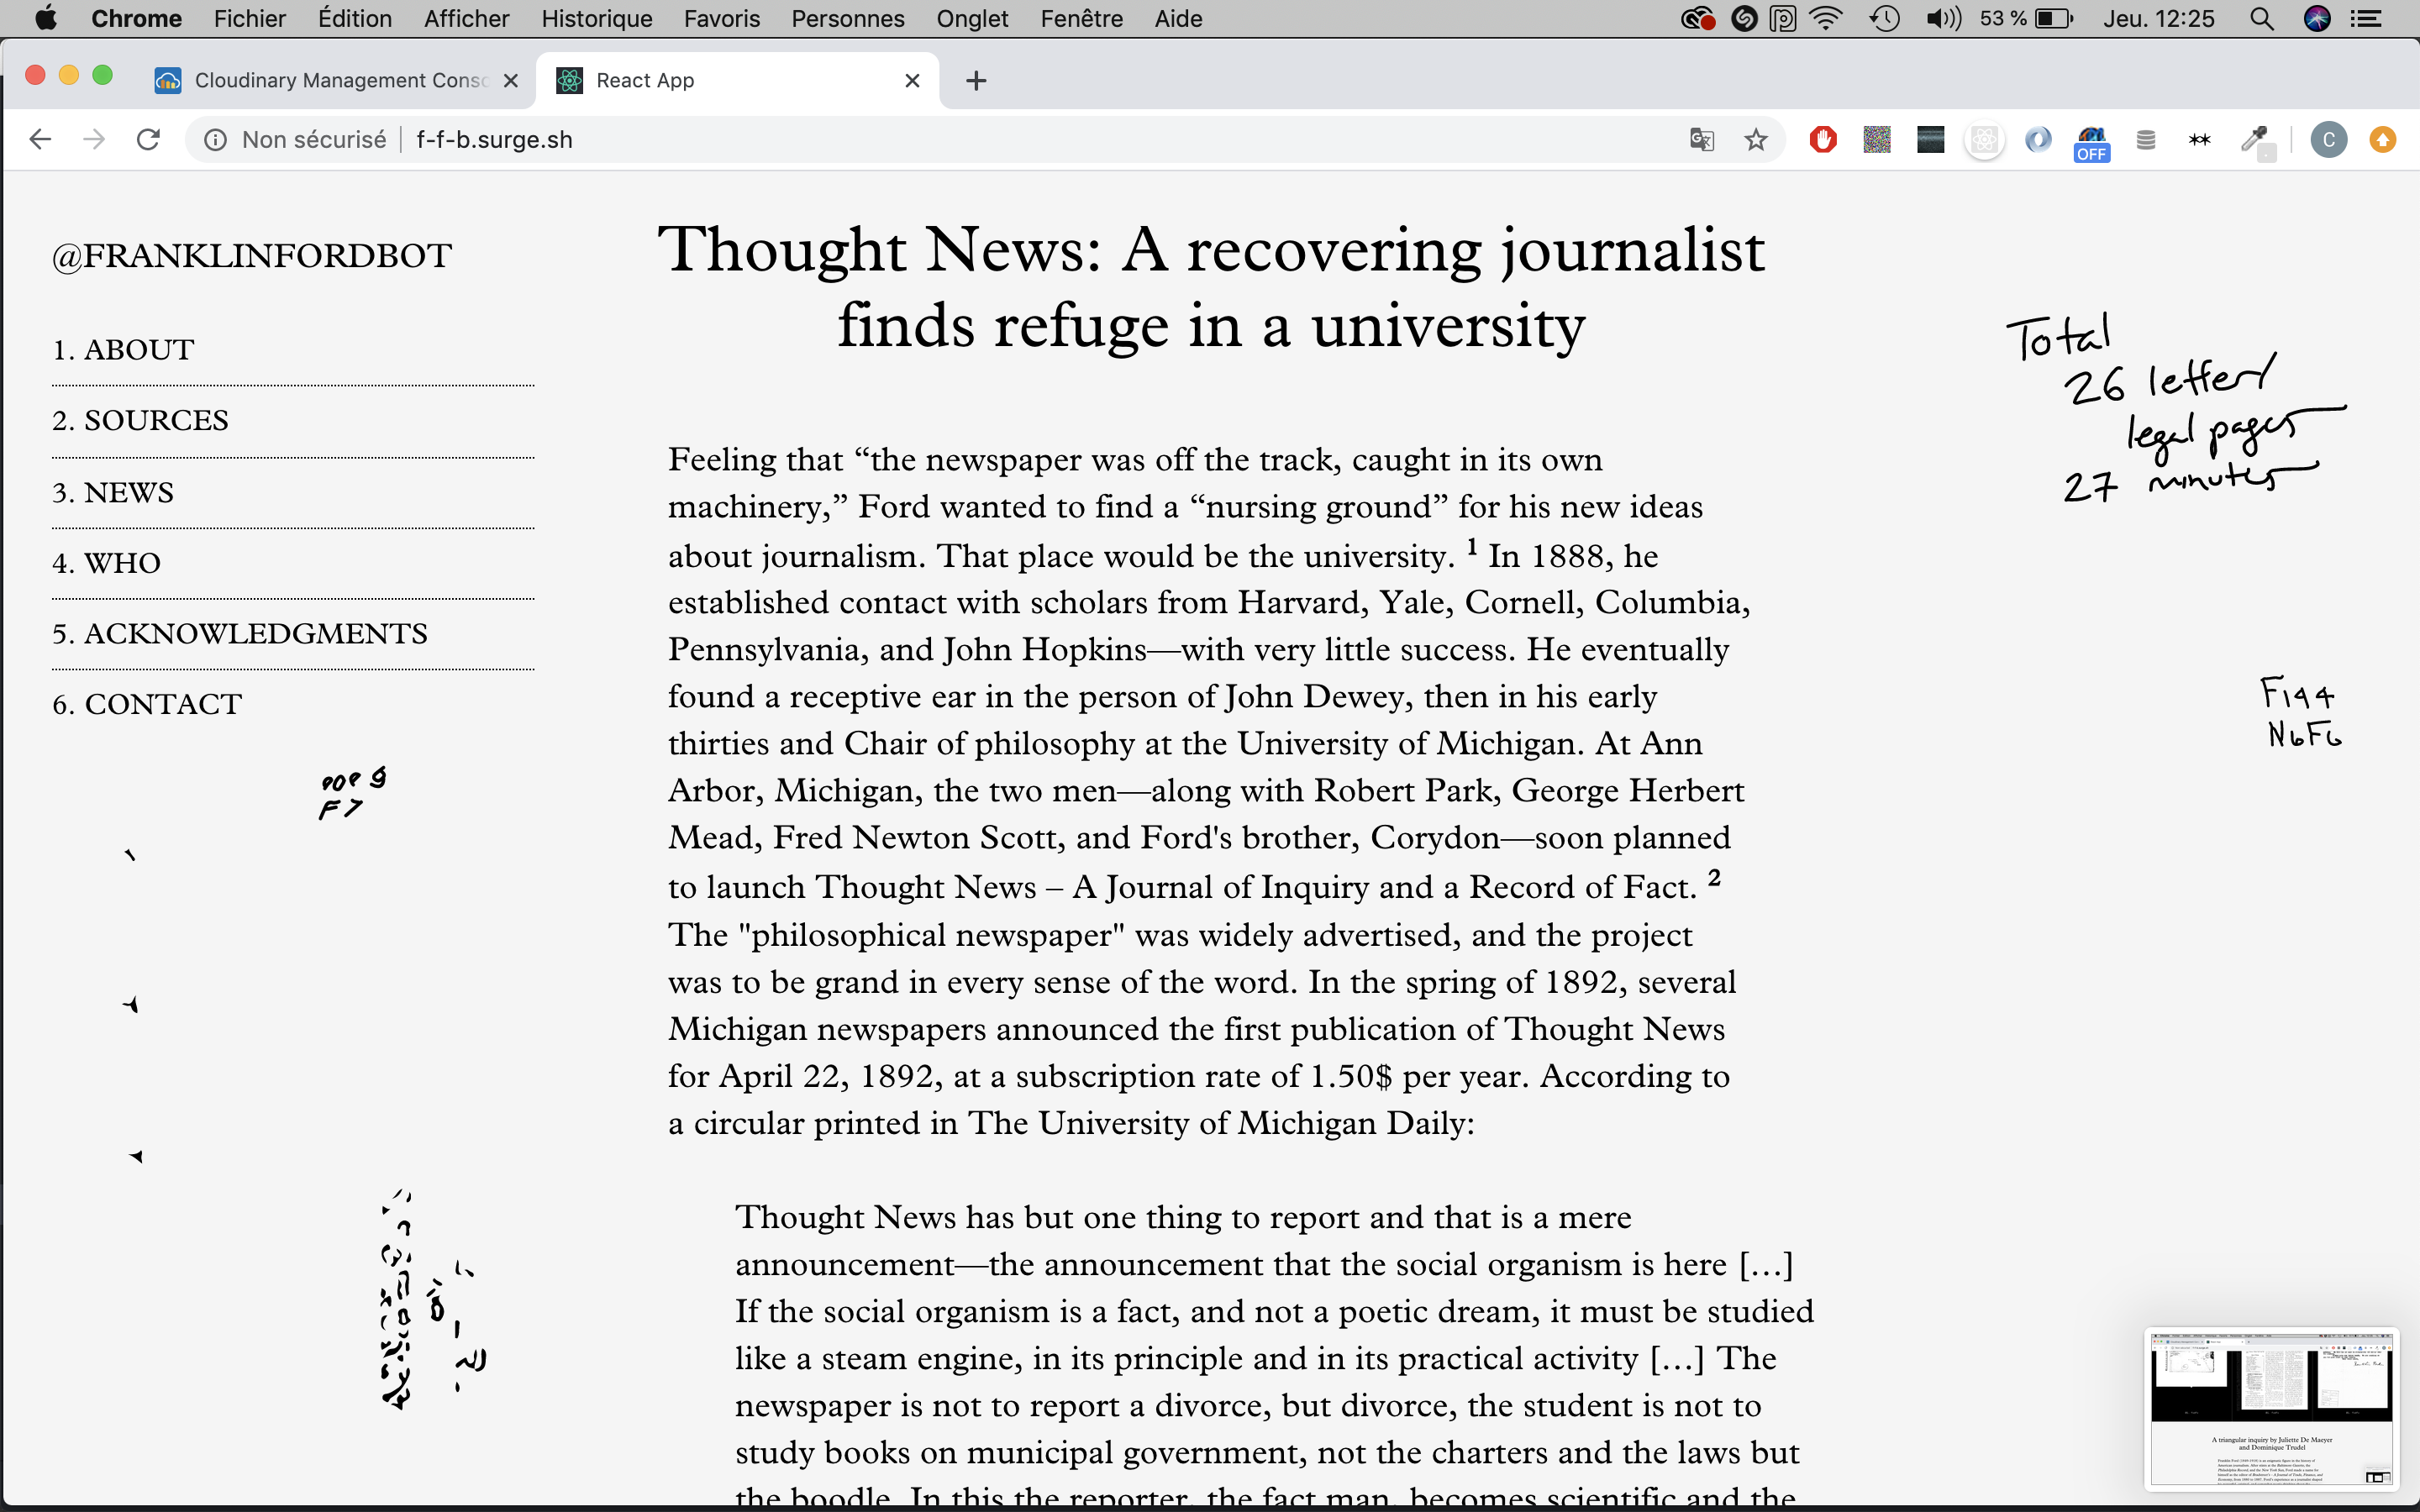 Chrome Fichier Édition Afficher Historique Favoris Personnes Onglet Fenêtre Aide 53 % Jeu. 12:25
Cloudinary Management Conso React App
Non sécurisé f-f-b.surge.sh
OFF
C
@FRANKLINFORDBOT
1. ABOUT
2. SOURCES
3. NEWS
4. WHO
5. ACKNOWLEDGMENTS
6. CONTACT
Thought News: A recovering journalist
finds refuge in a university
Feeling that “the newspaper was off the track, caught in its own
machinery,” Ford wanted to find a “nursing ground” for his new ideas
about journalism. That place would be the university. 1 In 1888, he
established contact with scholars from Harvard, Yale, Cornell, Columbia,
Pennsylvania, and John Hopkins—with very little success. He eventually
found a receptive ear in the person of John Dewey, then in his early
thirties and Chair of philosophy at the University of Michigan. At Ann
Arbor, Michigan, the two men—along with Robert Park, George Herbert
Mead, Fred Newton Scott, and Ford's brother, Corydon—soon planned
to launch Thought News – A Journal of Inquiry and a Record of Fact. 2
The "philosophical newspaper" was widely advertised, and the project
was to be grand in every sense of the word. In the spring of 1892, several
Michigan newspapers announced the first publication of Thought News
for April 22, 1892, at a subscription rate of 1.50$ per year. According to
a circular printed in The University of Michigan Daily:
Thought News has but one thing to report and that is a mere
announcement—the announcement that the social organism is here […]
If the social organism is a fact, and not a poetic dream, it must be studied
like a steam engine, in its principle and in its practical activity […] The
newspaper is not to report a divorce, but divorce, the student is not to
study books on municipal government, not the charters and the laws but
the boodle. In this the reporter, the fact man, becomes scientific and the
Total
26 letter/
legal pages
27 minutes
F144
N6F6
A triangular inquiry by Juliette De Maeyer
and Dominique Trudel